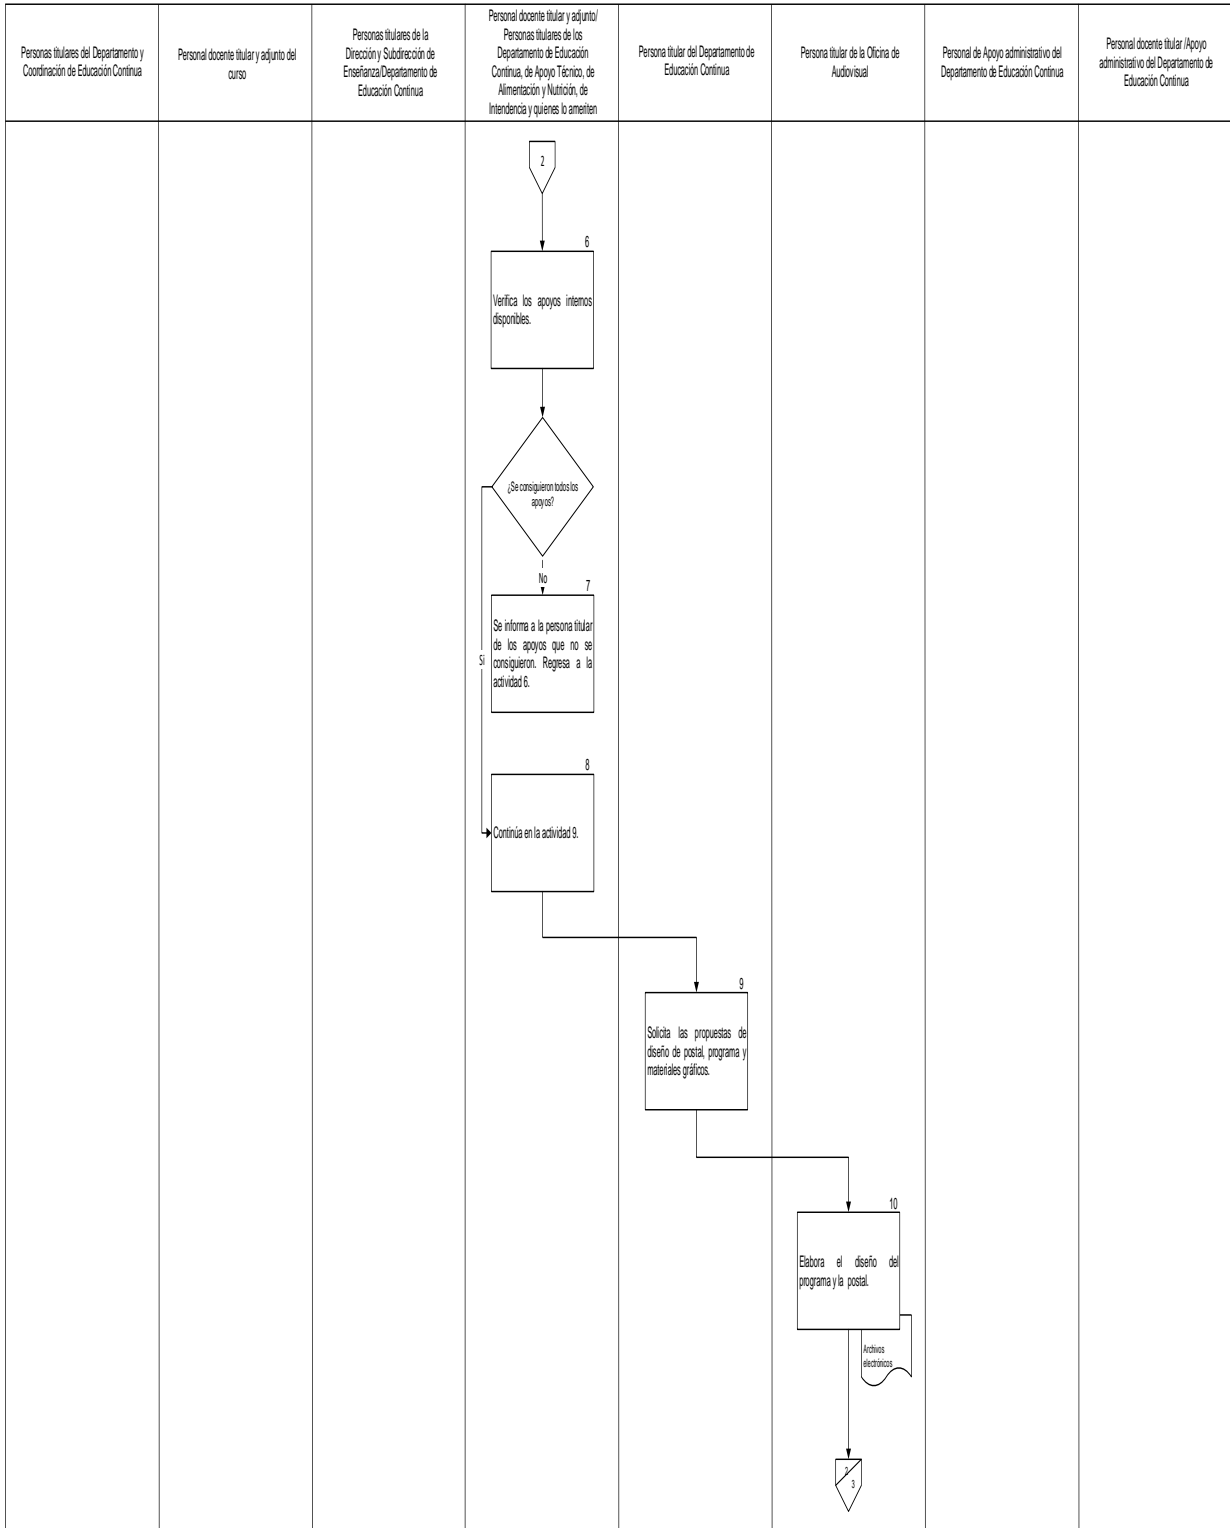 Personas titulares del Departamento y
Coordinación de Educación Continua
Personal docente titular y adjunto del
curso
Personas titulares de la
Dirección y Subdirección de
Enseñanza/Departamento de
Educación Continua
Personal docente titular y adjunto/
Personas titulares de los
Departamento de Educación
Continua, de Apoyo Técnico, de
Alimentación y Nutrición, de
Intendencia y quienes lo ameriten
Persona titular del Departamento de
Educación Continua
Persona titular de la Oficina de
Audiovisual
Personal de Apoyo administrativo del
Departamento de Educación Continua
Personal docente titular /Apoyo
administrativo del Departamento de
Educación Continua
2
6
Verifica los apoyos internos
disponibles.
¿Se consiguieron todos los
apoyos?
No
7
Se informa a la persona titular
de los apoyos que no se
consiguieron. Regresa a la
actividad 6.
Si
8
Continúa en la actividad 9.
9
Solicita las propuestas de
diseño de postal, programa y
materiales gráficos.
10
Elabora el diseño del
programa y la postal.
Archivos
electrónicos
2
3